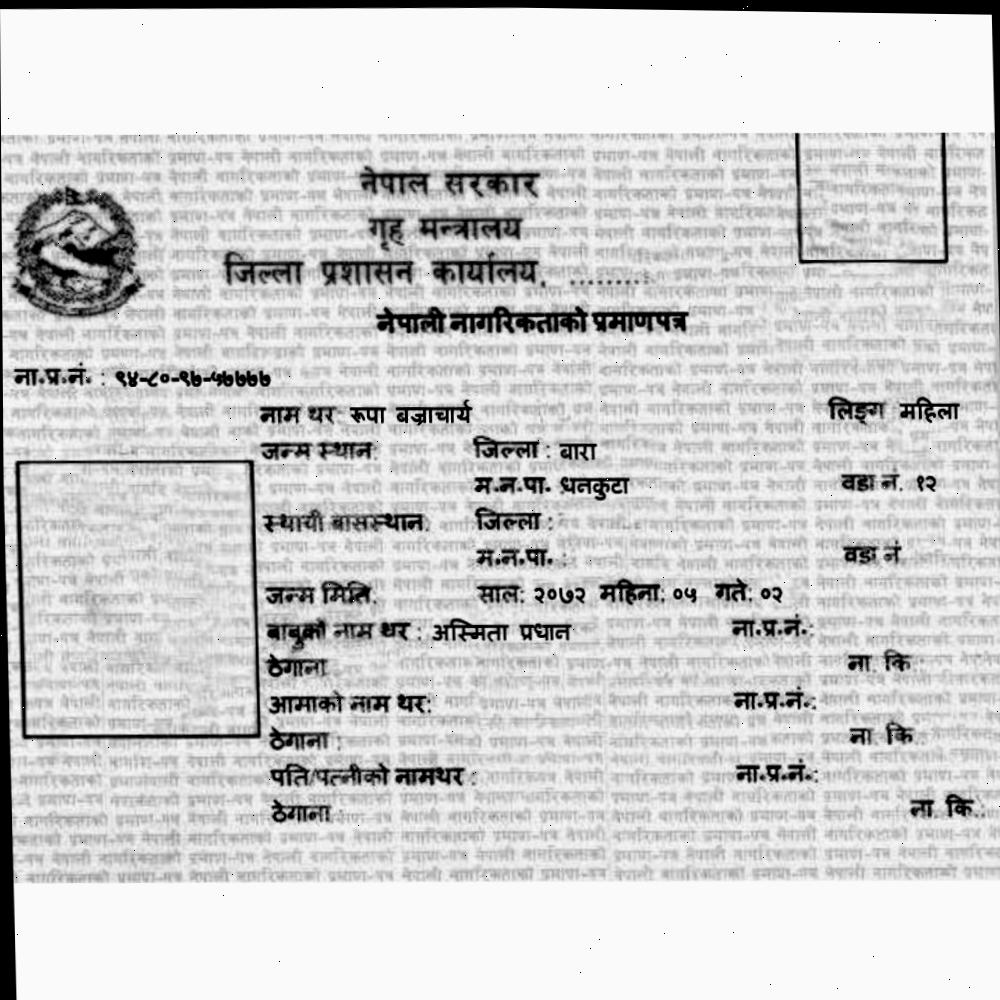 नेपाल सरकार
गृह मन्त्रालय
जिल्ला प्रशासन कार्यालय, .........
नेपाली नागरिकताको प्रमाणपत्र
ना.प्र.नं. : ९४-८०-९७-५७७७७
नाम थर: रूपा बज्राचार्य लिङ्ग महिला
जन्म स्थान: जिल्ला : बारा
म.न.पा. धनकुटा वडा नं. १२
स्थायी बासस्थान: जिल्ला :
म.न.पा. : वडा नं
जन्म मिति: साल: २०७२ महिना: ०५ गते: ०२
बाबुको नाम थर : अस्मिता प्रधान ना.प्र.नं.:
ठेगाना ना. कि.:
आमाको नाम थर: ना.प्र.नं.:
ठेगाना : ना. कि.:
पति/पत्नीको नामथर : ना.प्र.नं.:
ठेगाना : ना. कि.: